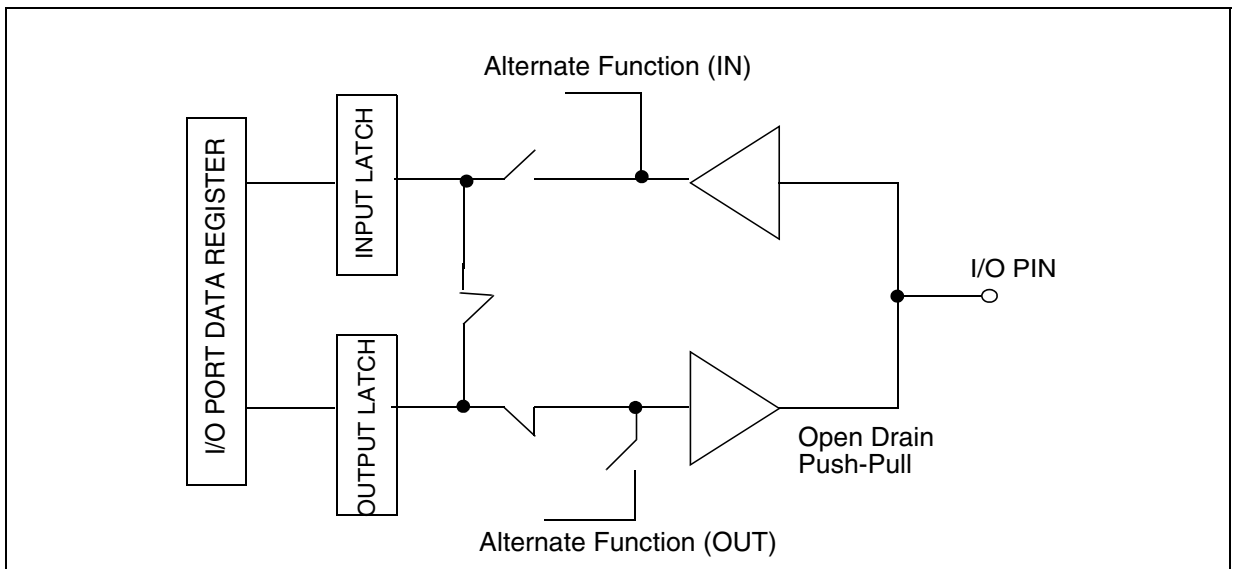 Alternate Function (IN)
I/O PORT DATA REGISTER
INPUT LATCH
I/O PIN
OUTPUT LATCH
Open Drain
Push-Pull
Alternate Function (OUT)